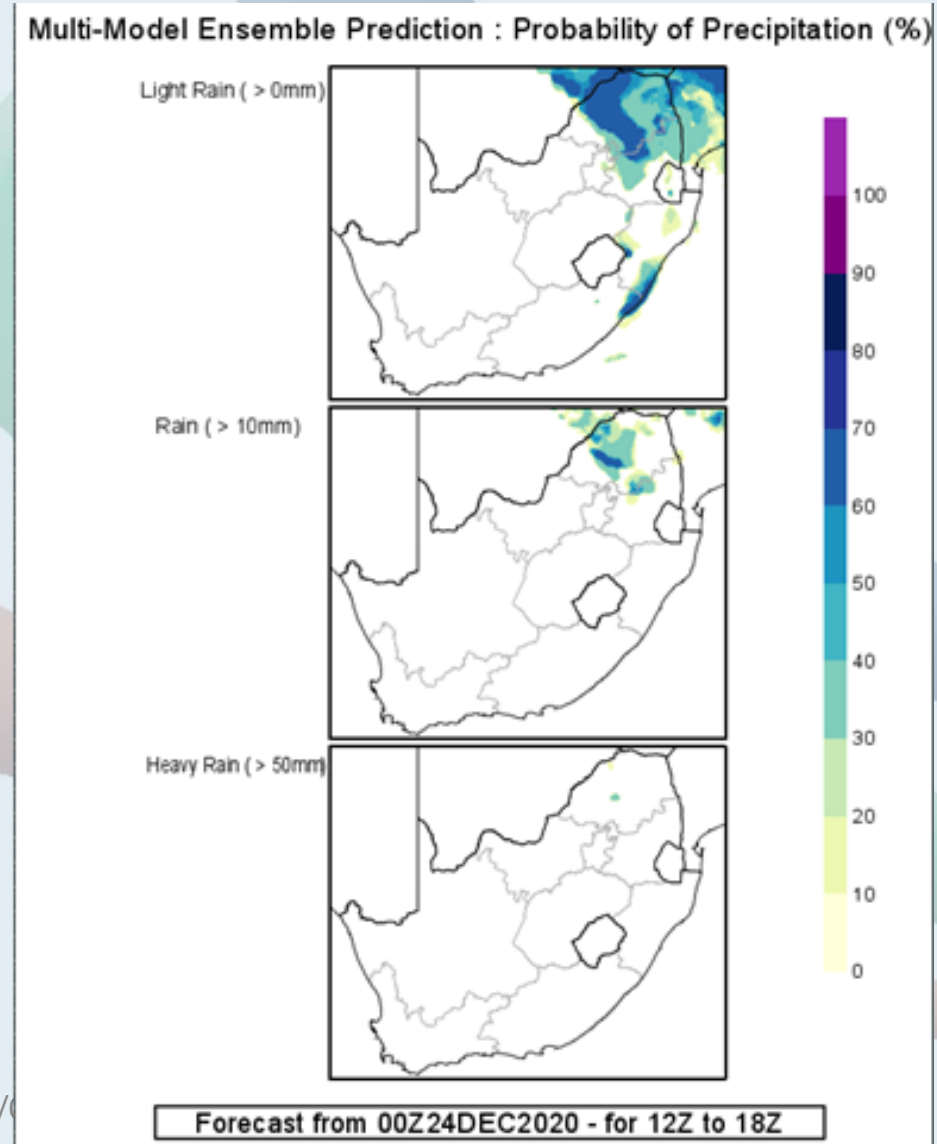 Multi-Model Ensemble Prediction : Probability of Precipitation (%)
Light Rain ( > 0mm)
Rain ( > 10mm)
Heavy Rain ( > 50mm)
100
90
80
70
60
50
40
30
20
10
0
Forecast from 00Z24DEC2020 - for 12Z to 18Z